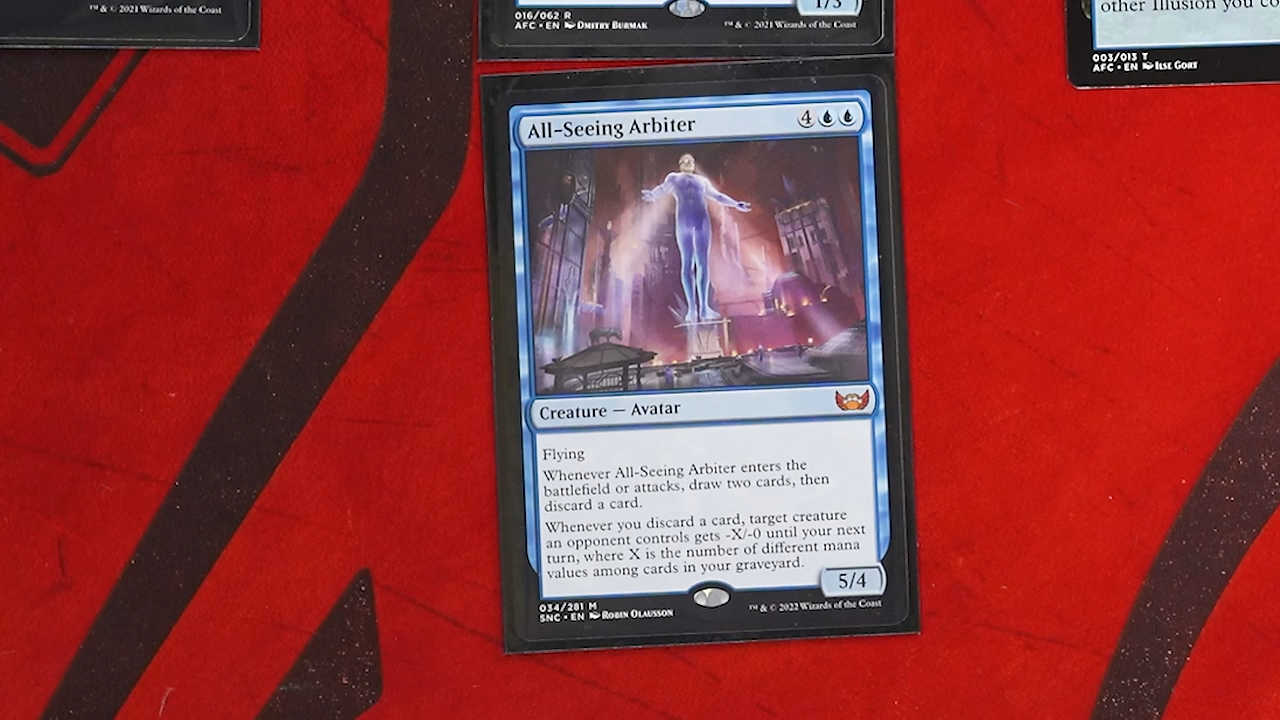 ™ & © 2021 Wizards of the Coast
1/3
016/062 R
AFC • EN Dmitry Burmak
™ & © 2021 Wizards of the Coast
other Illusion you co
003/013 T
AFC • EN Ilse Gort
All-Seeing Arbiter 4
Creature — Avatar
Flying
Whenever All-Seeing Arbiter enters the
battlefield or attacks, draw two cards, then
discard a card.
Whenever you discard a card, target creature
an opponent controls gets -X/-0 until your next
turn, where X is the number of different mana
values among cards in your graveyard.
5/4
034/281 M
SNC • EN Robin Olausson
™ & © 2022 Wizards of the Coast